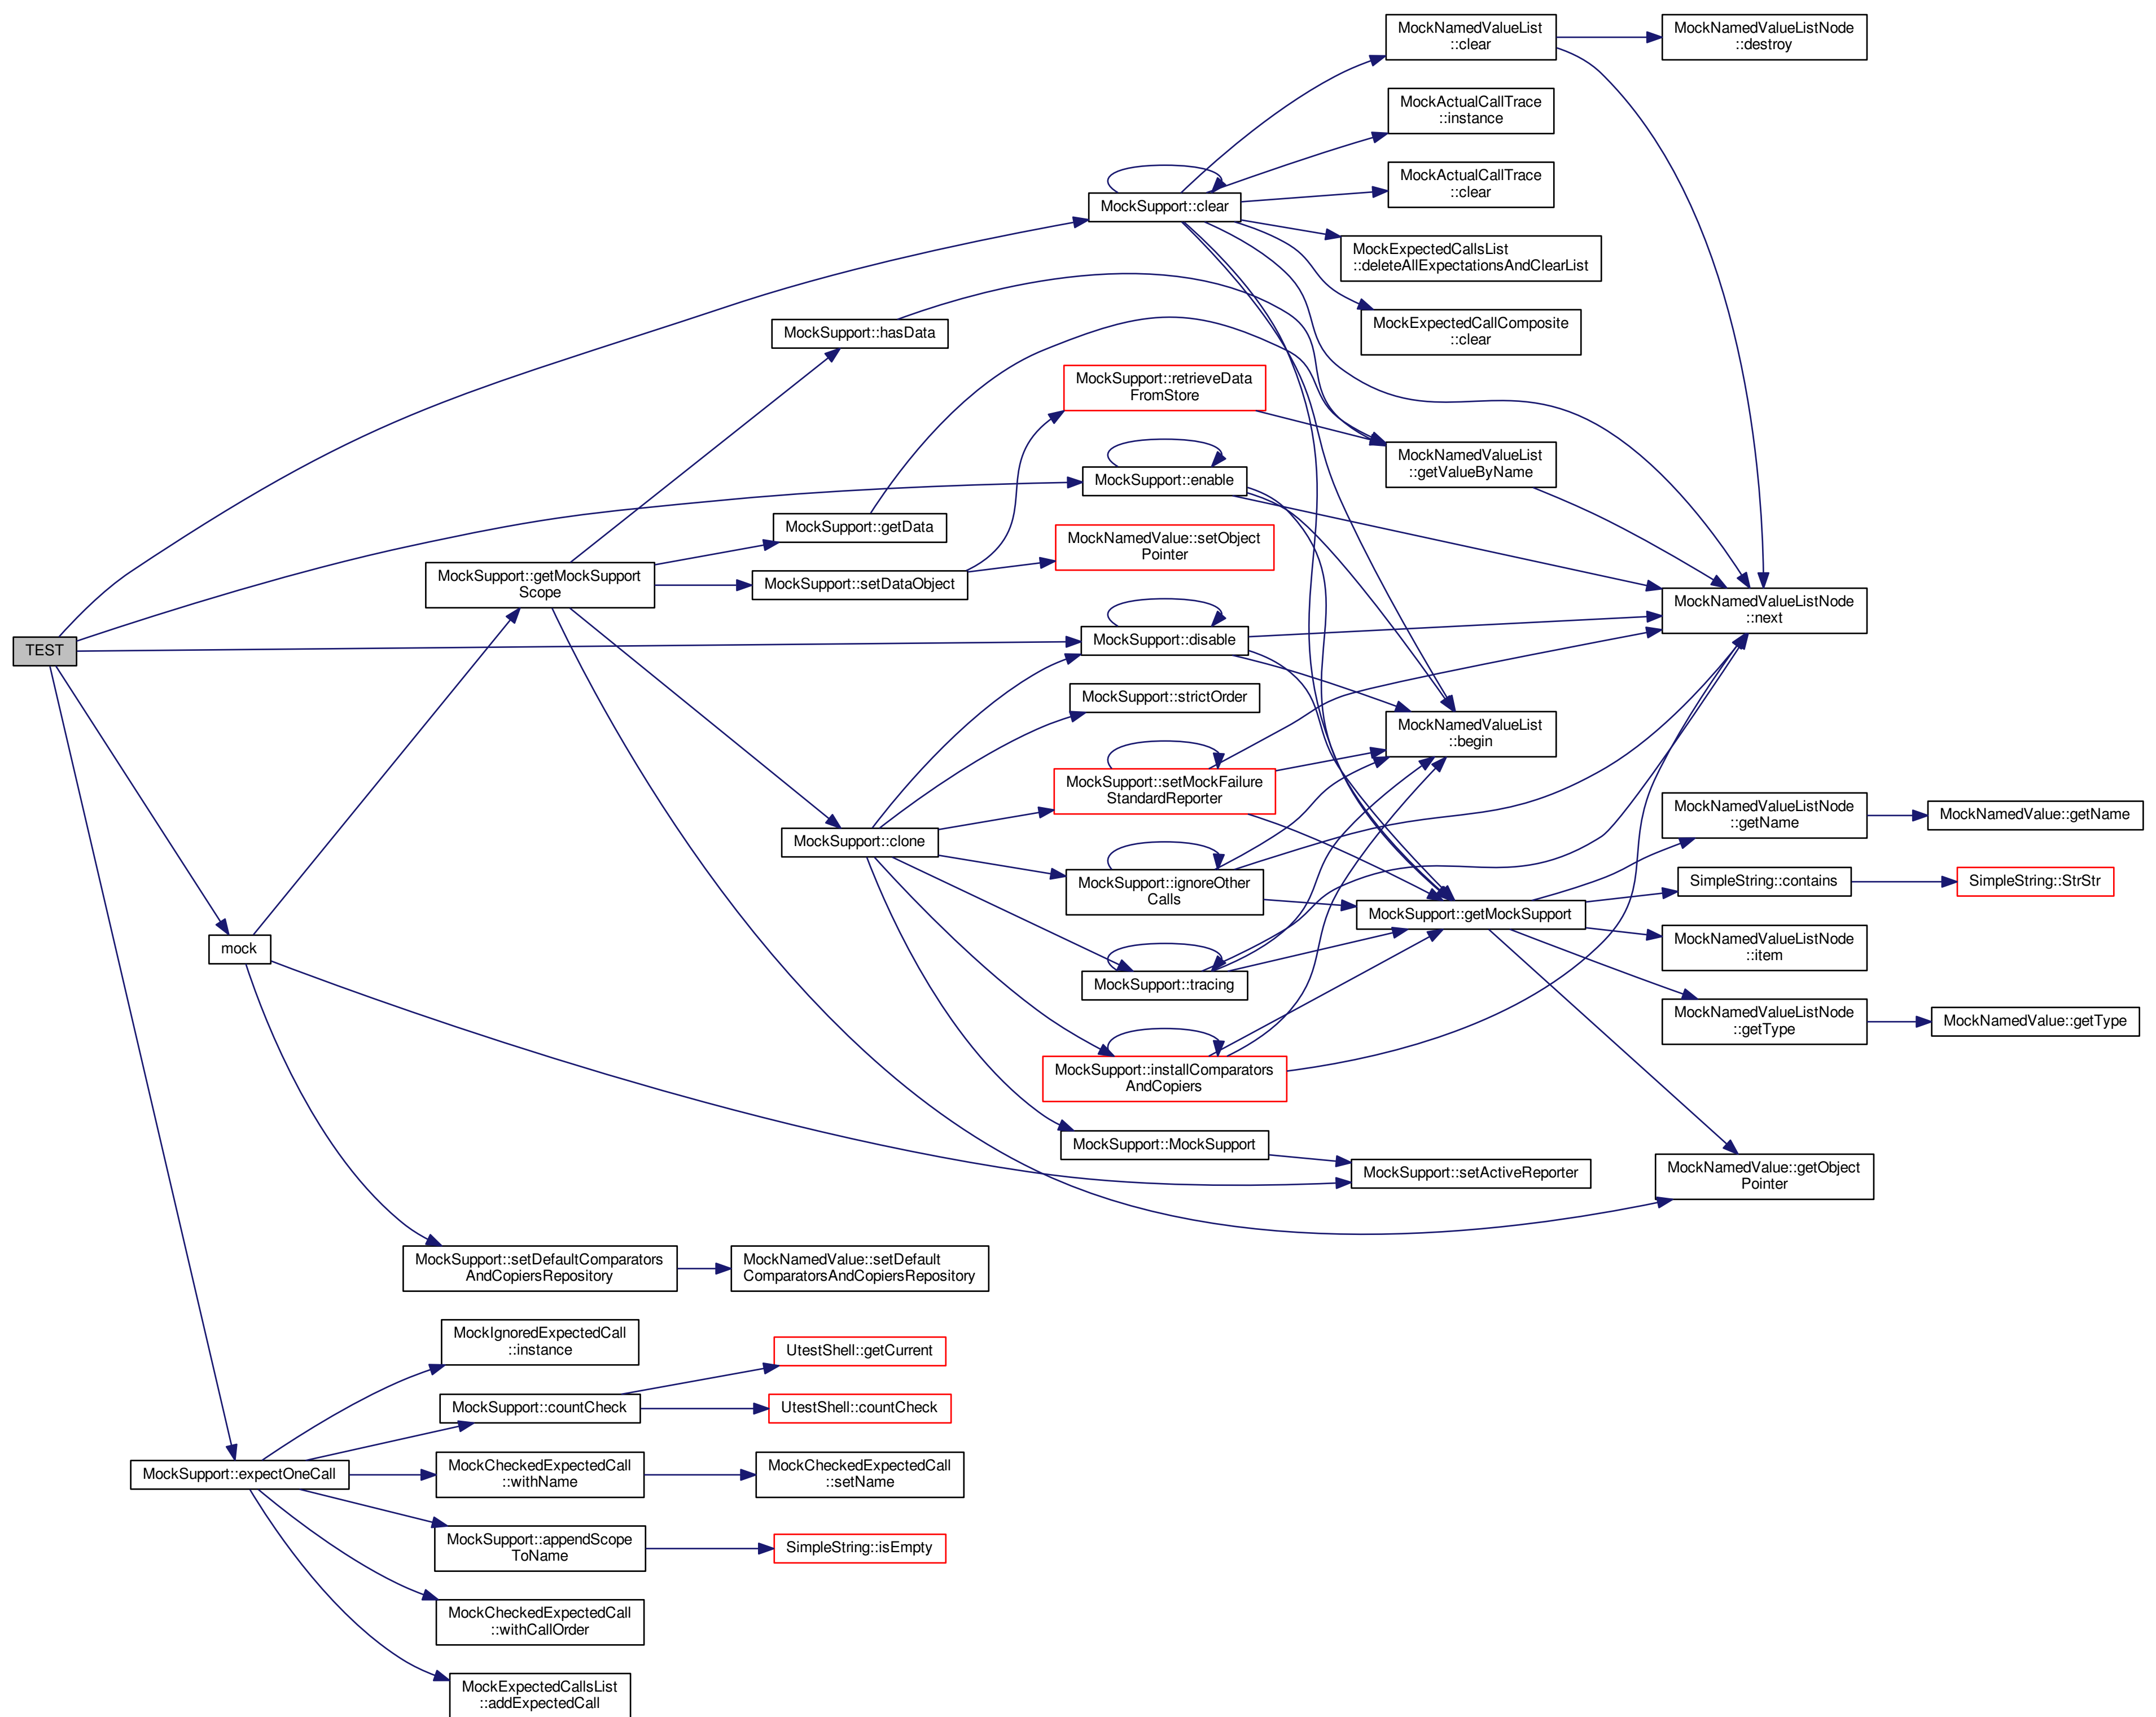 MockNamedValueList
::clear
MockNamedValueListNode
::destroy
MockActualCallTrace
::instance
MockActualCallTrace
::clear
MockSupport::clear
MockExpectedCallsList
::deleteAllExpectationsAndClearList
MockExpectedCallComposite
::clear
MockSupport::hasData
MockSupport::retrieveData
FromStore
MockNamedValueList
::getValueByName
MockSupport::enable
MockSupport::getData
MockNamedValue::setObject
Pointer
MockSupport::getMockSupport
Scope
MockSupport::setDataObject
MockNamedValueListNode
::next
TEST
MockSupport::disable
MockSupport::strictOrder
MockNamedValueList
::begin
MockSupport::setMockFailure
StandardReporter
MockNamedValueListNode
::getName
MockNamedValue::getName
MockSupport::clone
MockSupport::ignoreOther
Calls
SimpleString::contains
SimpleString::StrStr
MockSupport::getMockSupport
mock
MockNamedValueListNode
::item
MockSupport::tracing
MockNamedValueListNode
::getType
MockNamedValue::getType
MockSupport::installComparators
AndCopiers
MockSupport::MockSupport
MockSupport::setActiveReporter
MockNamedValue::getObject
Pointer
MockSupport::setDefaultComparators
AndCopiersRepository
MockNamedValue::setDefault
ComparatorsAndCopiersRepository
MockIgnoredExpectedCall
::instance
UtestShell::getCurrent
MockSupport::countCheck
UtestShell::countCheck
MockSupport::expectOneCall
MockCheckedExpectedCall
::withName
MockCheckedExpectedCall
::setName
MockSupport::appendScope
ToName
SimpleString::isEmpty
MockCheckedExpectedCall
::withCallOrder
MockExpectedCallsList
::addExpectedCall